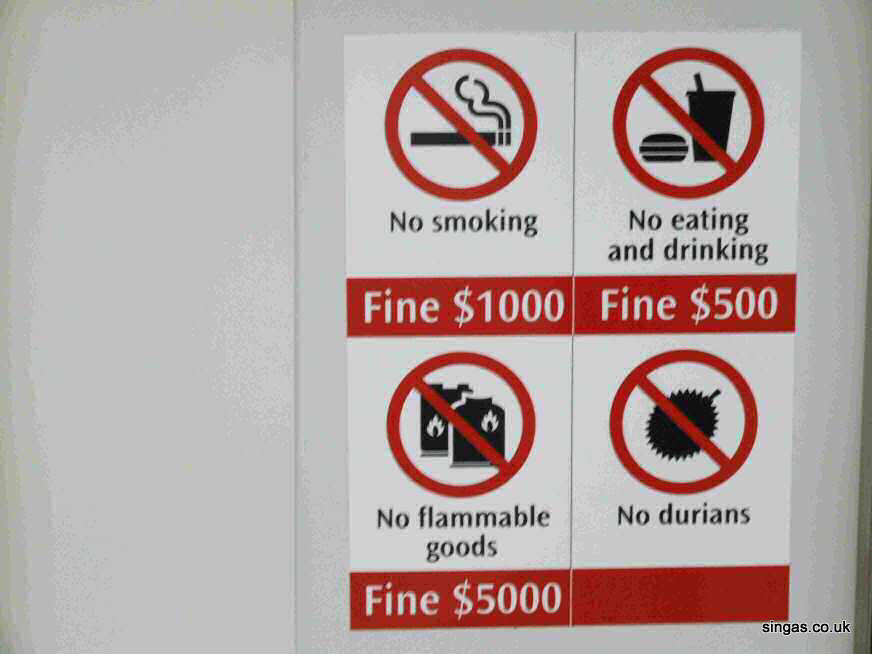 No smoking
No eating
and drinking
Fine $1000
Fine $500
No flammable
goods
No durians
Fine $5000
singas.co.uk